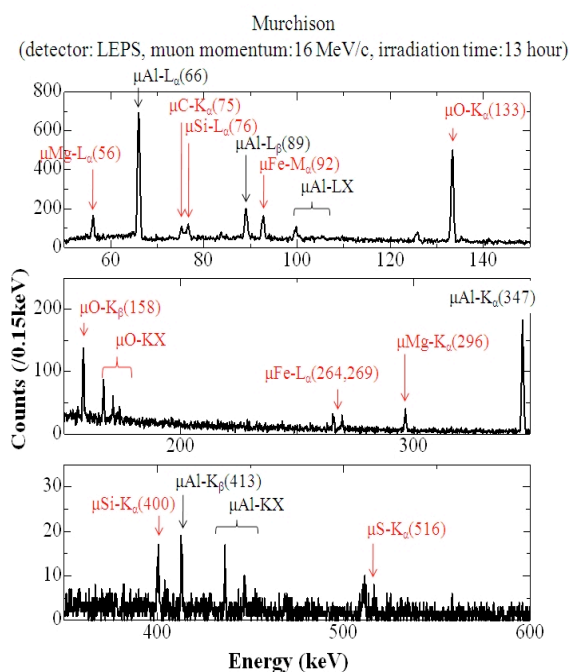 Murchison
(detector: LEPS, muon momentum:16 MeV/c, irradiation time:13 hour)
μAl-Lα(66)
μC-Kα(75)
μSi-Lα(76)
μMg-Lα(56)
μAl-Lβ(89)
μFe-Mα(92)
μAl-LX
μO-Kα(133)
800
600
400
200
0
60 80 100 120 140
μO-Kβ(158)
μO-KX
μFe-Lα(264,269)
μMg-Kα(296)
μAl-Kα(347)
200
100
0
200 300
Counts (/0.15keV)
μSi-Kα(400)
μAl-Kβ(413)
μAl-KX
μS-Kα(516)
30
20
10
0
400 500 600
Energy (keV)